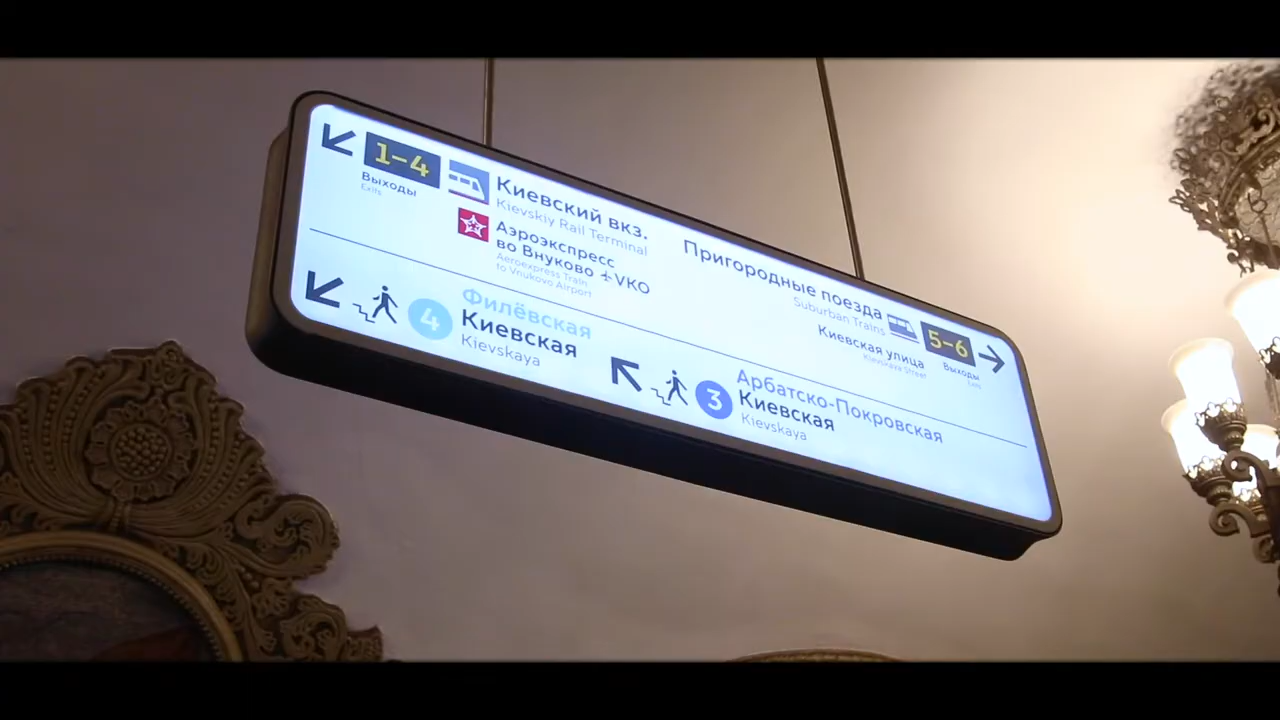 1–4
Выходы
Exits
Киевский вкз.
Kievskiy Rail Terminal
Аэроэкспресс
во Внуково VKO
Aeroexpress Train
to Vnukovo Airport
Пригородные поезда
Suburban Trains
Киевская улица
Kievskaya Street
5–6
Выходы
Exits
4
Филёвская
Киевская
Kievskaya
3
Арбатско-Покровская
Киевская
Kievskaya